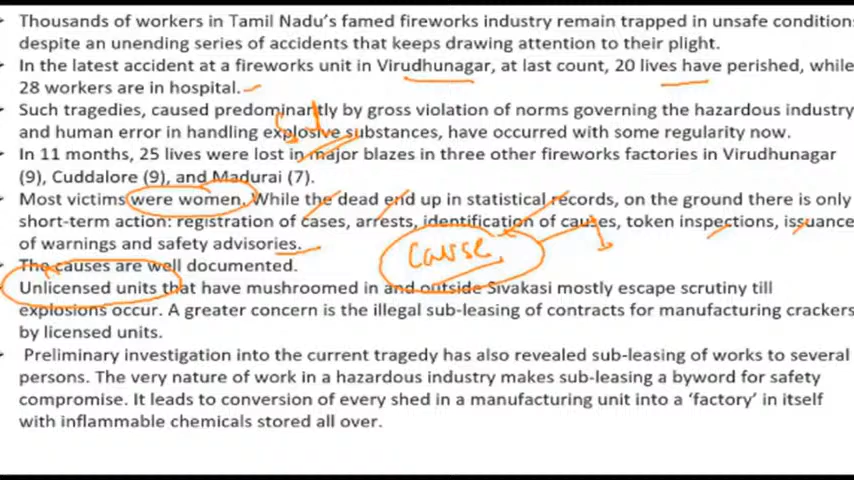 Thousands of workers in Tamil Nadu's famed fireworks industry remain trapped in unsafe condition
despite an unending series of accidents that keeps drawing attention to their plight.
In the latest accident at a fireworks unit in Virudhunagar, at last count, 20 lives have perished, while
28 workers are in hospital.
Such tragedies, caused predominantly by gross violation of norms governing the hazardous industry
and human error in handling explosive substances, have occurred with some regularity now.
In 11 months, 25 lives were lost in major blazes in three other fireworks factories in Virudhunagar
(9), Cuddalore (9), and Madurai (7).
Most victims were women. While the dead end up in statistical records, on the ground there is only
short-term action: registration of cases, arrests, identification of causes, token inspections, issuance
of warnings and safety advisories.
cause
The causes are well documented.
Unlicensed units that have mushroomed in and outside Sivakasi mostly escape scrutiny till
explosions occur. A greater concern is the illegal sub-leasing of contracts for manufacturing crackers
by licensed units.
Preliminary investigation into the current tragedy has also revealed sub-leasing of works to several
persons. The very nature of work in a hazardous industry makes sub-leasing a byword for safety
compromise. It leads to conversion of every shed in a manufacturing unit into a 'factory' in itself
with inflammable chemicals stored all over.